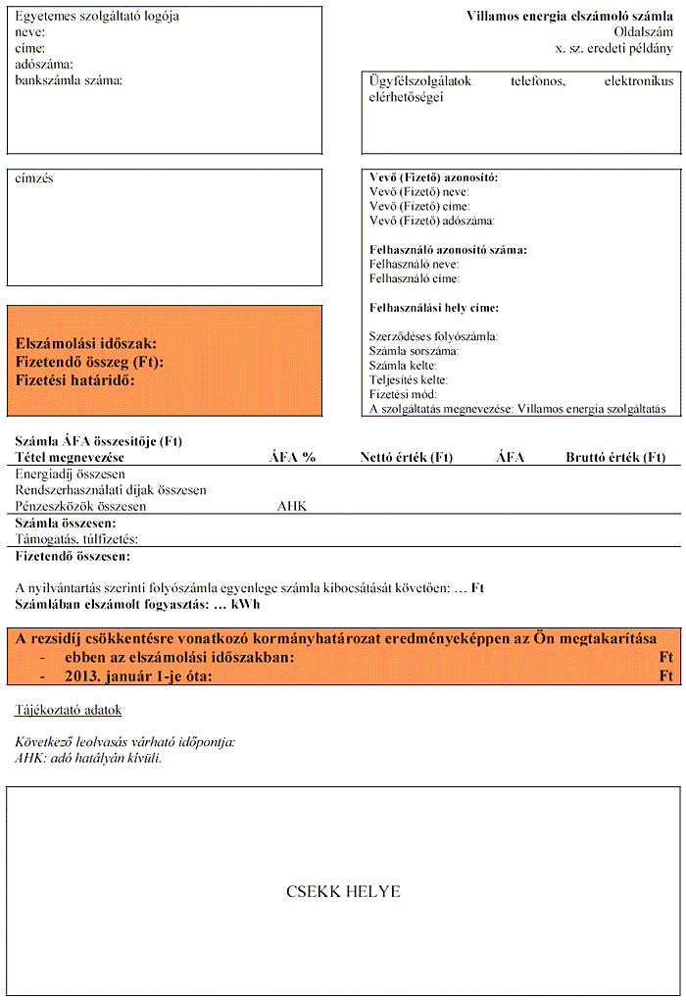 Egyetemes szolgáltató logója
neve:
címe:
adószáma:
bankszámla száma:
Villamos energia elszámoló számla
Oldalszám
x. sz. eredeti példány
Ügyfélszolgálatok telefonos, elektronikus
elérhetőségei
címzés
Vevő (Fizető) azonosító:
Vevő (Fizető) neve:
Vevő (Fizető) címe:
Vevő (Fizető) adószáma:
Felhasználó azonosító száma:
Felhasználó neve:
Felhasználó címe:
Felhasználási hely címe:
Szerződéses folyószámla:
Számla sorszáma:
Számla kelte:
Teljesítés kelte:
Fizetési mód:
A szolgáltatás megnevezése: Villamos energia szolgáltatás
Elszámolási időszak:
Fizetendő összeg (Ft):
Fizetési határidő:
Számla ÁFA összesítője (Ft)
Tétel megnevezése ÁFA % Nettó érték (Ft) ÁFA Bruttó érték (Ft)
Energiadíj összesen
Rendszerhasználati díjak összesen
Pénzeszközök összesen AHK
Számla összesen:
Támogatás, túlfizetés:
Fizetendő összesen:
A nyilvántartás szerinti folyószámla egyenlege számla kibocsátását követően: … Ft
Számlában elszámolt fogyasztás: … kWh
A rezsidíj csökkentésre vonatkozó kormányhatározat eredményeképpen az Ön megtakarítása
- ebben az elszámolási időszakban: Ft
- 2013. január 1-je óta: Ft
Tájékoztató adatok
Következő leolvasás várható időpontja:
AHK: adó hatályán kívüli.
CSEKK HELYE